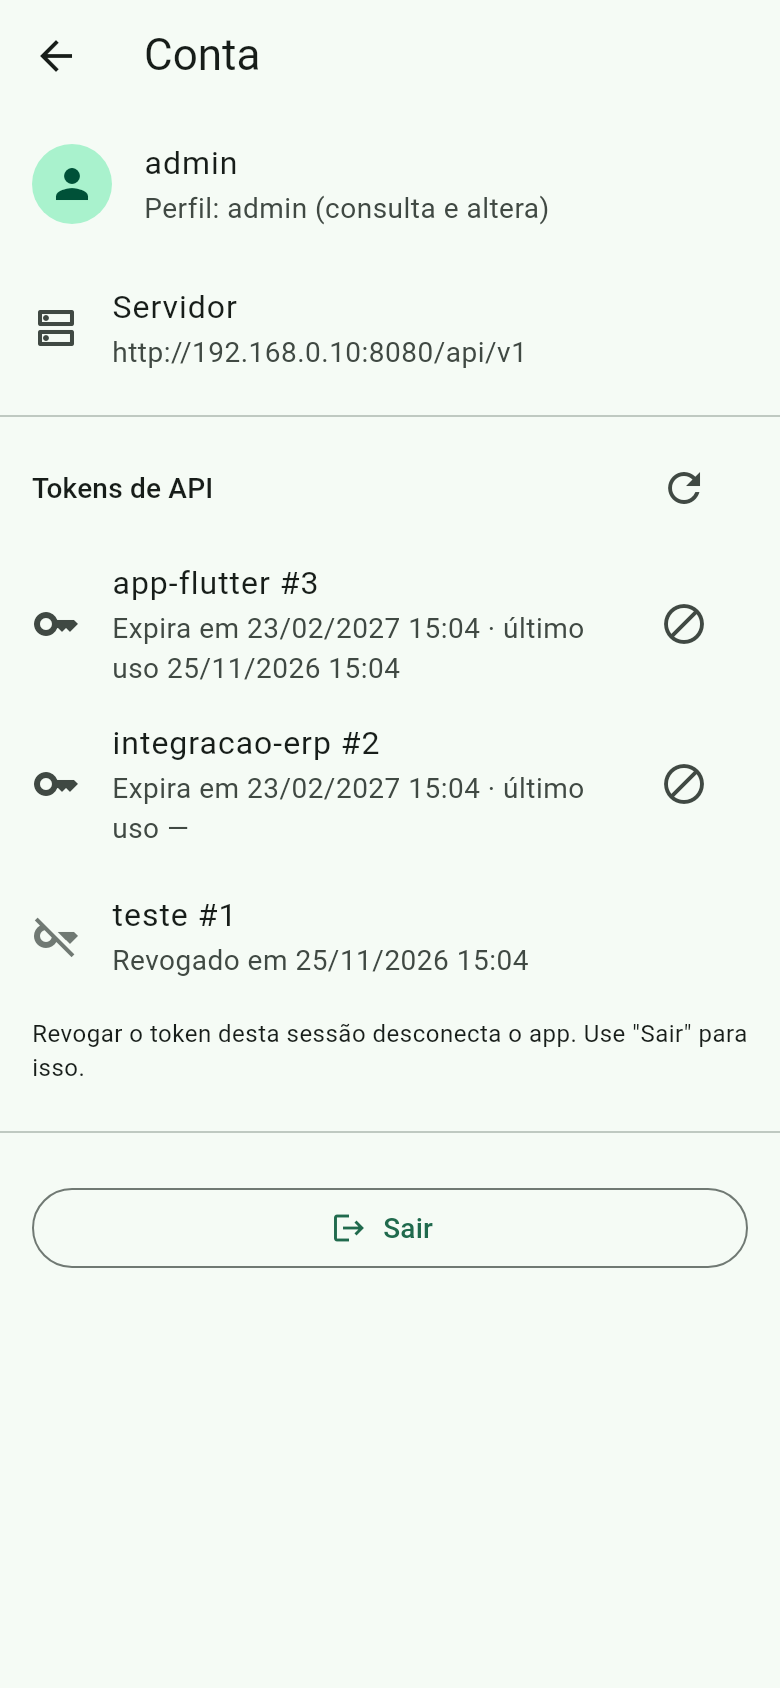 Conta
admin
Perfil: admin (consulta e altera)
Servidor
http://192.168.0.10:8080/api/v1
Tokens de API
app-flutter #3
Expira em 23/02/2027 15:04 · último
uso 25/11/2026 15:04
integracao-erp #2
Expira em 23/02/2027 15:04 · último
uso —
teste #1
Revogado em 25/11/2026 15:04
Revogar o token desta sessão desconecta o app. Use "Sair" para
isso.
Sair